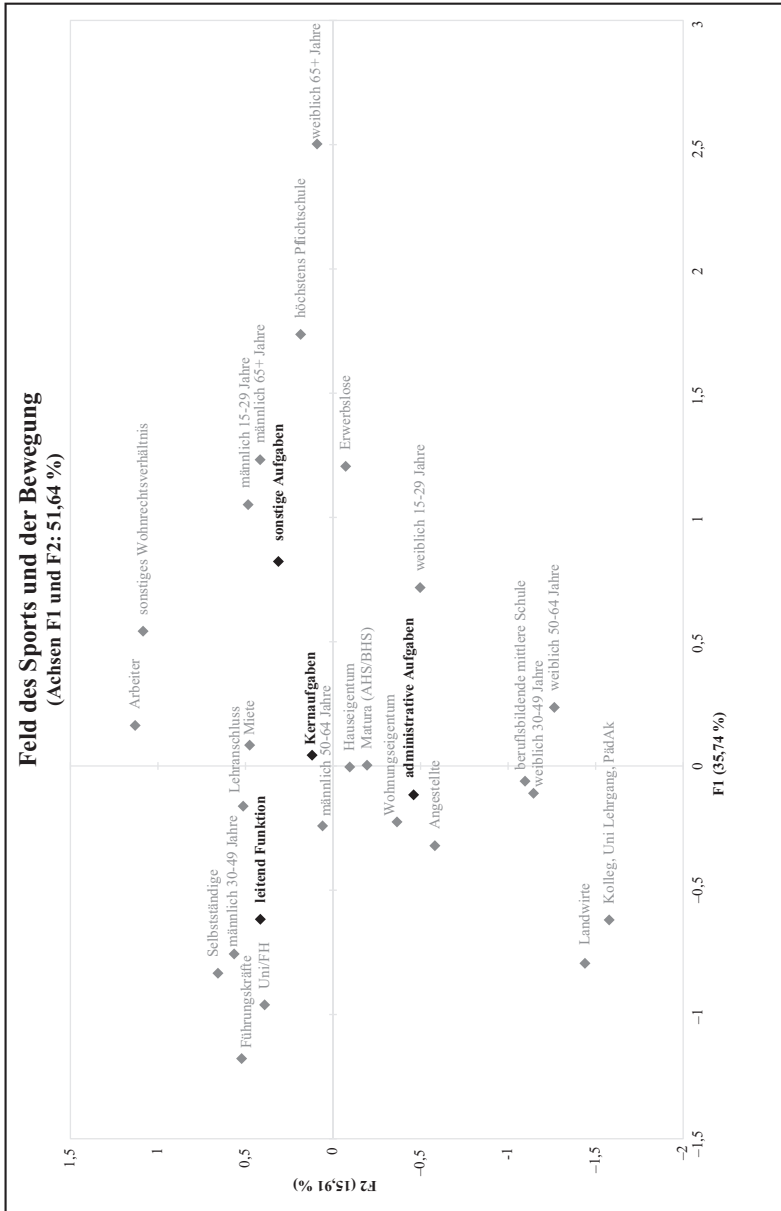 Feld des Sports und der Bewegung
(Achsen F1 und F2: 51,64 %)
F2 (15,91 %)
1,5
1
0,5
0
−0,5
−1
−1,5
−2
F1 (35,74 %)
−1,5
−1
−0,5
0
0,5
1
1,5
2
2,5
3
Arbeiter
sonstiges Wohnrechtsverhältnis
Selbstständige
männlich 30-49 Jahre
Führungskräfte
Uni/FH
leitend Funktion
Lehranschluss
Miete
männlich 15-29 Jahre
männlich 65+ Jahre
sonstige Aufgaben
höchstens Pflichtschule
weiblich 65+ Jahre
Kernaufgaben
männlich 50-64 Jahre
Hauseigentum
Matura (AHS/BHS)
Erwerbslose
Wohnungseigentum
administrative Aufgaben
Angestellte
weiblich 15-29 Jahre
beruflsbildende mittlere Schule
weiblich 30-49 Jahre
weiblich 50-64 Jahre
Landwirte
Kolleg, Uni Lehrgang, PädAk